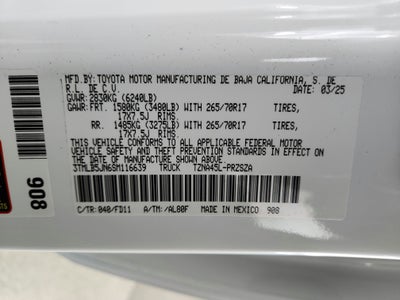 MFD.BY:TOYOTA MOTOR MANUFACTURING DE BAJA CALIFORNIA, S. DE
R.L. DE C.V. DATE: 03/25
GVWR: 2830KG (6240LB)
GAWR: FRT. 1580KG (3480LB) WITH 265/70R17 TIRES,
17X7.5J RIMS
RR. 1485KG (3275LB) WITH 265/70R17 TIRES,
17X7.5J RIMS
THIS VEHICLE CONFORMS TO ALL APPLICABLE FEDERAL MOTOR
VEHICLE SAFETY AND THEFT PREVENTION STANDARDS IN EFFECT
ON THE DATE OF MANUFACTURE SHOWN ABOVE.
3TMLB5JN6SM116639 TRUCK TZNA45L-PRZSZA
C/TR: 040/FD11 A/TM: /AL00F MADE IN MEXICO 908
908